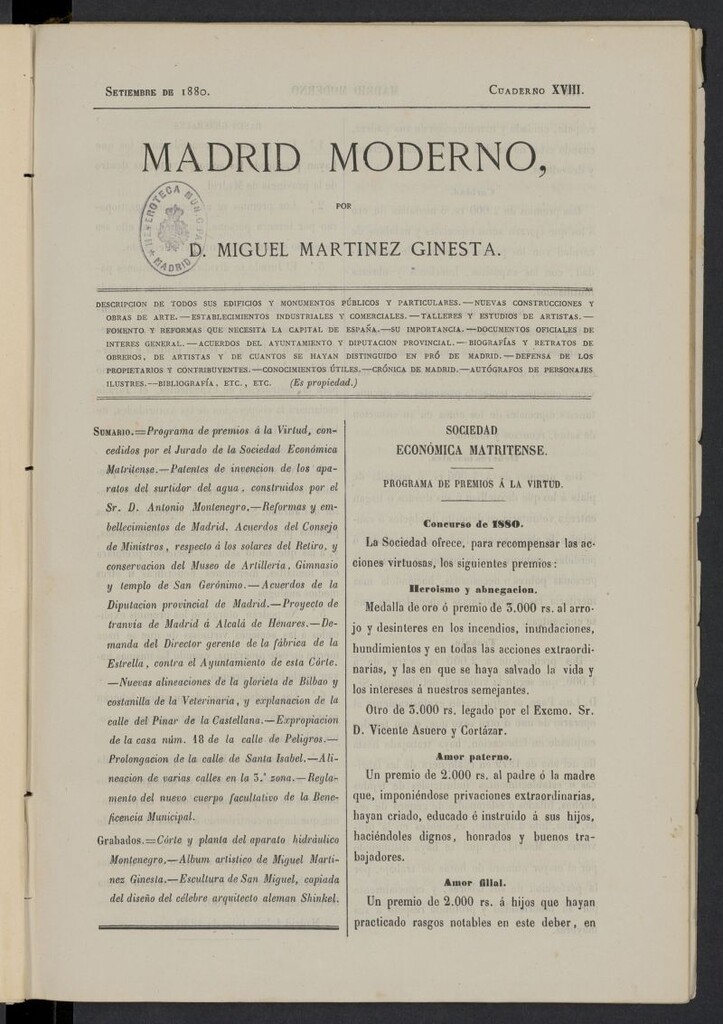 SETIEMBRE DE 1880.
CUADERNO XVIII.
MADRID MODERNO,
POR
D. MIGUEL MARTINEZ GINESTA.
HEMEROTECA MUNICIPAL
MADRID
DESCRIPCION DE TODOS SUS EDIFICIOS Y MONUMENTOS PÚBLICOS Y PARTICULARES.—NUEVAS CONSTRUCCIONES Y
OBRAS DE ARTE.—ESTABLECIMIENTOS INDUSTRIALES Y COMERCIALES.—TALLERES Y ESTUDIOS DE ARTISTAS.—
FOMENTO Y REFORMAS QUE NECESITA LA CAPITAL DE ESPAÑA.—SU IMPORTANCIA.—DOCUMENTOS OFICIALES DE
INTERES GENERAL.—ACUERDOS DEL AYUNTAMIENTO Y DIPUTACION PROVINCIAL.—BIOGRAFÍAS Y RETRATOS DE
OBREROS, DE ARTISTAS Y DE CUANTOS SE HAYAN DISTINGUIDO EN PRÓ DE MADRID.—DEFENSA DE LOS
PROPIETARIOS Y CONTRIBUYENTES.—CONOCIMIENTOS ÚTILES.—CRÓNICA DE MADRID.—AUTÓGRAFOS DE PERSONAJES
ILUSTRES.—BIBLIOGRAFÍA, ETC., ETC. (Es propiedad.)
SUMARIO.=Programa de premios á la Virtud, con-
cedidos por el Jurado de la Sociedad Económica
Matritense.—Patentes de invencion de los apa-
ratos del surtidor del agua, construidos por el
Sr. D. Antonio Montenegro.—Reformas y em-
bellecimientos de Madrid. Acuerdos del Consejo
de Ministros, respecto á los solares del Retiro, y
conservacion del Museo de Artillería, Gimnasio
y templo de San Gerónimo.—Acuerdos de la
Diputacion provincial de Madrid.—Proyecto de
tranvía de Madrid á Alcalá de Henares.—De-
manda del Director gerente de la fábrica de la
Estrella, contra el Ayuntamiento de esta Córte.
—Nuevas alineaciones de la glorieta de Bilbao y
costanilla de la Veterinaria, y explanacion de la
calle del Pinar de la Castellana.—Expropiacion
de la casa núm. 18 de la calle de Peligros.—
Prolongacion de la calle de Santa Isabel.—Ali-
neacion de varias calles en la 3.ª zona.—Regla-
mento del nuevo cuerpo facultativo de la Bene-
ficencia Municipal.
Grabados.=Córte y planta del aparato hidráulico
Montenegro.—Album artístico de Miguel Marti-
nez Ginesta.—Escultura de San Miguel, copiada
del diseño del célebre arquitecto aleman Shinkel.
SOCIEDAD
ECONÓMICA MATRITENSE.
PROGRAMA DE PREMIOS Á LA VIRTUD.
Concurso de 1880.
La Sociedad ofrece, para recompensar las ac-
ciones virtuosas, los siguientes premios:
Heroismo y abnegacion.
Medalla de oro ó premio de 3.000 rs. al arro-
jo y desinteres en los incendios, inundaciones,
hundimientos y en todas las acciones extraordi-
narias, y las en que se haya salvado la vida y
los intereses á nuestros semejantes.
Otro de 3.000 rs. legado por el Excmo. Sr.
D. Vicente Asuero y Cortázar.
Amor paterno.
Un premio de 2.000 rs. al padre ó la madre
que, imponiéndose privaciones extraordinarias,
hayan criado, educado é instruido á sus hijos,
haciéndoles dignos, honrados y buenos tra-
bajadores.
Amor filial.
Un premio de 2.000 rs. á hijos que hayan
practicado rasgos notables en este deber, en